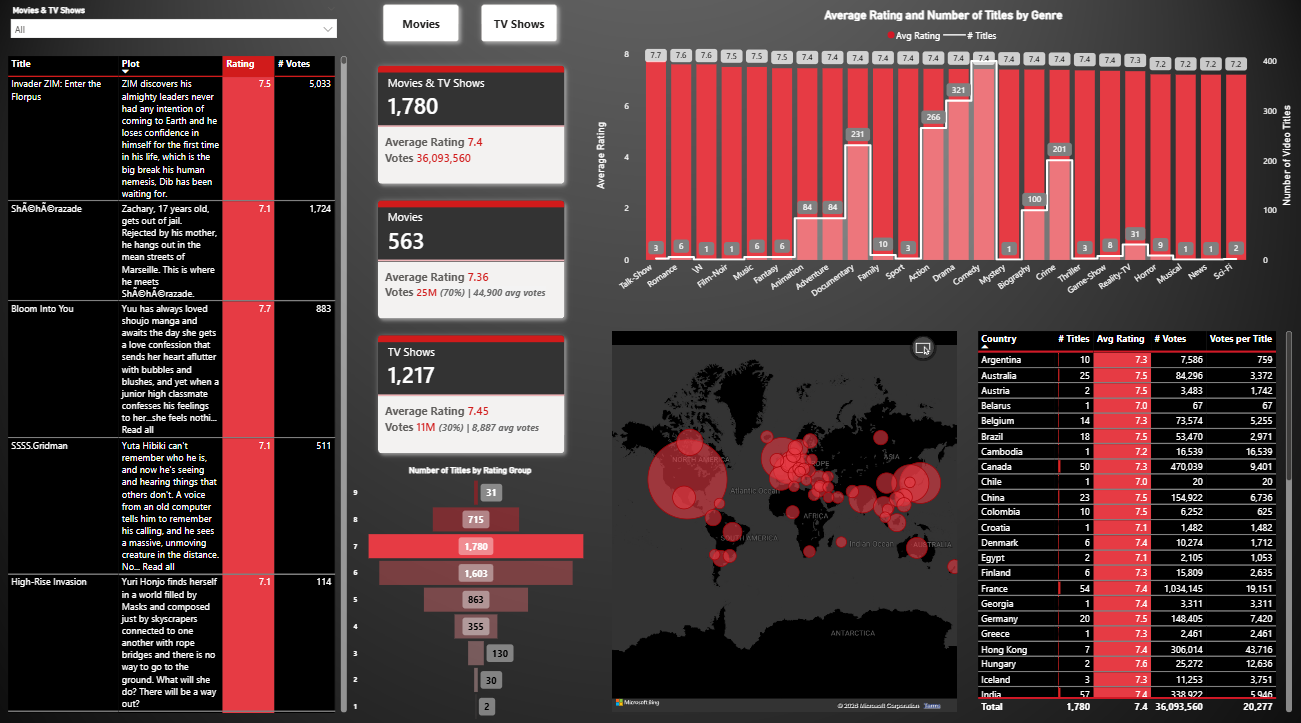 Movies & TV Shows
All
Title Plot Rating # Votes
Invader ZIM: Enter the ZIM discovers his 7.5 5,033
Florpus almighty leaders never
had any intention of
coming to Earth and he
loses confidence in
himself for the first time
in his life, which is the
big break his human
nemesis, Dib has been
waiting for.
ShÃ©hÃ©razade Zachary, 17 years old, 7.1 1,724
gets out of jail.
Rejected by his mother,
he hangs out in the
mean streets of
Marseille. This is where
he meets
ShÃ©hÃ©razade.
Bloom Into You Yuu has always loved 7.7 883
shoujo manga and
awaits the day she gets
a love confession that
sends her heart aflutter
with bubbles and
blushes, and yet when a
junior high classmate
confesses his feelings
to her...she feels nothi...
Read all
SSSS.Gridman Yuta Hibiki can't 7.1 511
remember who he is,
and now he's seeing
and hearing things that
others don't. A voice
from an old computer
tells him to remember
his calling, and he sees
a massive, unmoving
creature in the distance.
No... Read all
High-Rise Invasion Yuri Honjo finds herself 7.1 114
in a world filled by
Masks and composed
just by skyscrapers
connected to one
another with rope
bridges and there is no
way to go to the
ground. What will she
do? There will be a way
out?
Movies TV Shows
Movies & TV Shows
1,780
Average Rating 7.4
Votes 36,093,560
Movies
563
Average Rating 7.36
Votes 25M (70%) | 44,900 avg votes
TV Shows
1,217
Average Rating 7.45
Votes 11M (30%) | 8,887 avg votes
Number of Titles by Rating Group
9 31
8 715
7 1,780
6 1,603
5 863
4 355
3 130
2 30
1 2
Average Rating and Number of Titles by Genre
Avg Rating # Titles
Average Rating
8
6
4
2
0
7.7 7.6 7.6 7.5 7.5 7.5 7.4 7.4 7.4 7.4 7.4 7.4 7.4 7.4 7.4 7.4 7.4 7.4 7.4 7.3 7.2 7.2 7.2 7.2
3 6 1 1 6 6 84 84 231 10 3 266 321 1 100 201 3 8 31 9 1 1 2
Talk-Show Romance \N Film-Noir Music Fantasy Animation Adventure Documentary Family Sport Action Drama Comedy Mystery Biography Crime Thriller Game-Show Reality-TV Horror Musical News Sci-Fi
400
300
200
100
0
Number of Video Titles
NORTH AMERICA
EUROPE
ASIA
Atlantic Ocean
AFRICA
SOUTH AMERICA
Indian Ocean
AUSTRALIA
ANTARCTICA
Microsoft Bing
© 2026 Microsoft Corporation Terms
Country # Titles Avg Rating # Votes Votes per Title
Argentina 10 7.3 7,586 759
Australia 25 7.5 84,296 3,372
Austria 2 7.5 3,483 1,742
Belarus 1 7.0 67 67
Belgium 14 7.3 73,574 5,255
Brazil 18 7.5 53,470 2,971
Cambodia 1 7.2 16,539 16,539
Canada 50 7.3 470,039 9,401
Chile 1 7.0 20 20
China 23 7.5 154,922 6,736
Colombia 10 7.5 6,252 625
Croatia 1 7.1 1,482 1,482
Denmark 6 7.4 10,274 1,712
Egypt 2 7.1 2,105 1,053
Finland 6 7.3 15,809 2,635
France 54 7.4 1,034,145 19,151
Georgia 1 7.4 3,311 3,311
Germany 20 7.5 148,405 7,420
Greece 1 7.3 2,461 2,461
Hong Kong 7 7.4 306,014 43,716
Hungary 2 7.6 25,272 12,636
Iceland 3 7.3 11,253 3,751
India 57 7.4 338,922 5,946
Total 1,780 7.4 36,093,560 20,277